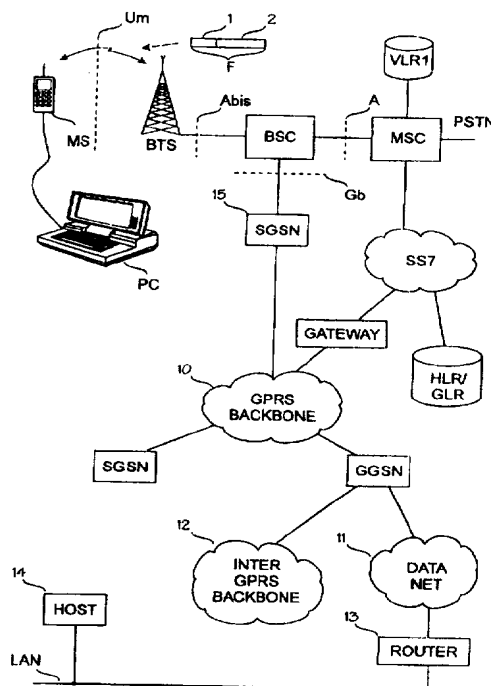 Um
1
2
F
VLR1
Abis
A
MS
BTS
BSC
MSC
PSTN
Gb
15
SGSN
PC
SS7
GATEWAY
10
GPRS
BACKBONE
HLR/
GLR
SGSN
GGSN
12
INTER
GPRS
BACKBONE
11
DATA
NET
14
HOST
13
ROUTER
LAN